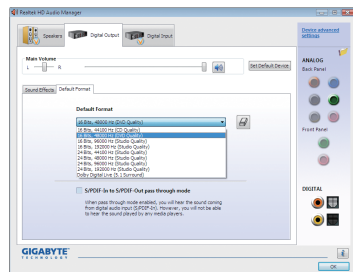 Realtek HD Audio Manager
Speakers
Digital Output
Digital Input
Device advanced settings
Main Volume
L
R
Set Default Device
Sound Effects
Default Format
Default Format
16 Bits, 48000 Hz (DVD Quality)
16 Bits, 44100 Hz (CD Quality)
16 Bits, 48000 Hz (DVD Quality)
16 Bits, 96000 Hz (Studio Quality)
16 Bits, 192000 Hz (Studio Quality)
24 Bits, 44100 Hz (Studio Quality)
24 Bits, 48000 Hz (Studio Quality)
24 Bits, 96000 Hz (Studio Quality)
24 Bits, 192000 Hz (Studio Quality)
Dolby Digital Live (5.1 Surround)
S/PDIF-In to S/PDIF-Out pass through mode
When pass through mode enabled, you will hear the sound coming
from digital audio input (S/PDIF-In). However, you will not be able
to hear the sound played by any media players.
ANALOG
Back Panel
Front Panel
DIGITAL
GIGABYTE
TECHNOLOGY
OK